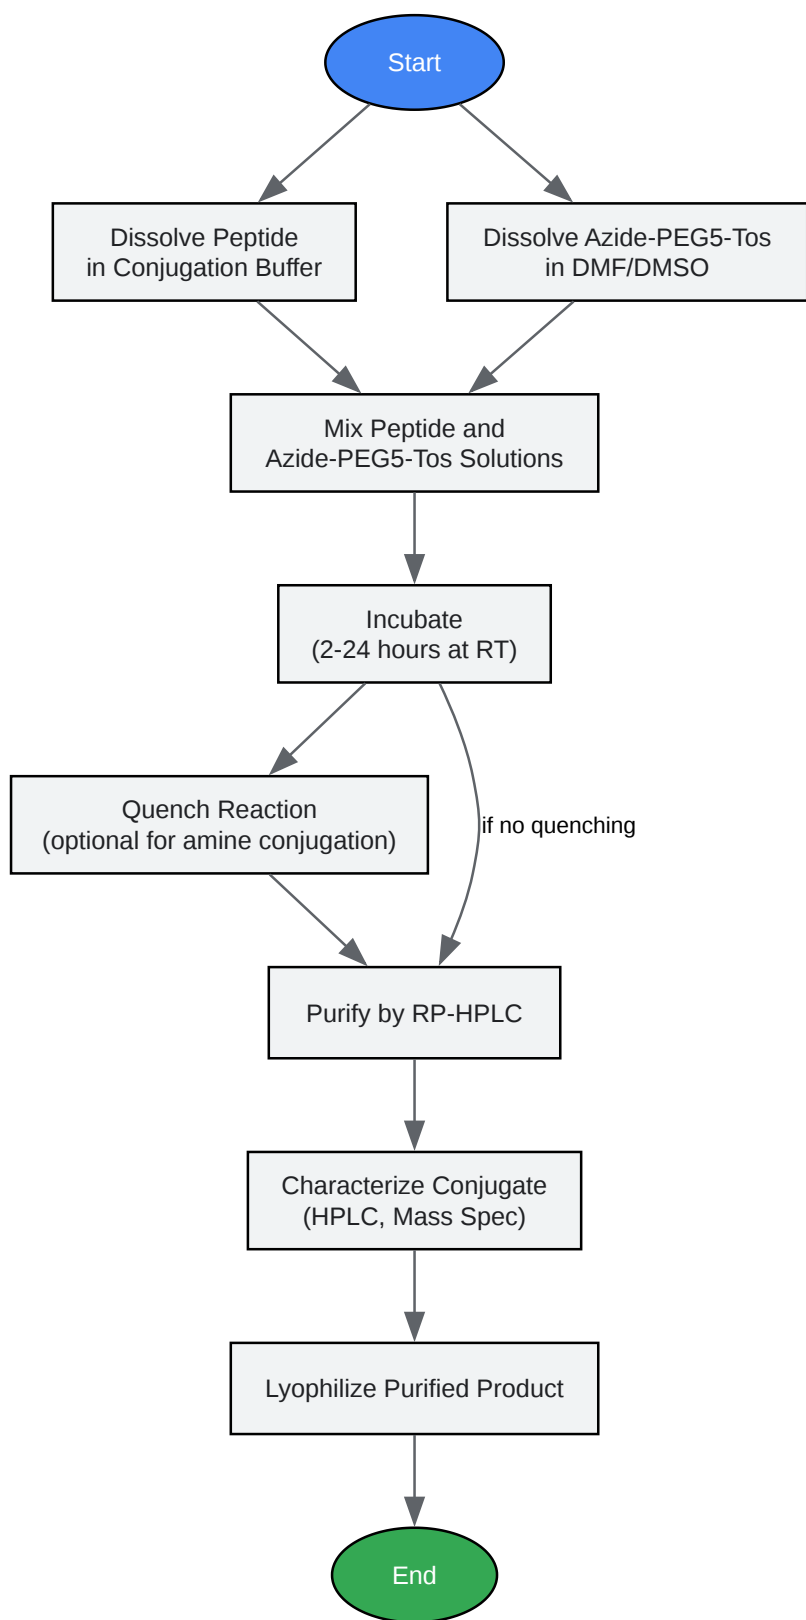 Start
Dissolve Peptide
in Conjugation Buffer
Dissolve Azide-PEG5-Tos
in DMF/DMSO
Mix Peptide and
Azide-PEG5-Tos Solutions
Incubate
(2-24 hours at RT)
Quench Reaction
(optional for amine conjugation)
if no quenching
Purify by RP-HPLC
Characterize Conjugate
(HPLC, Mass Spec)
Lyophilize Purified Product
End